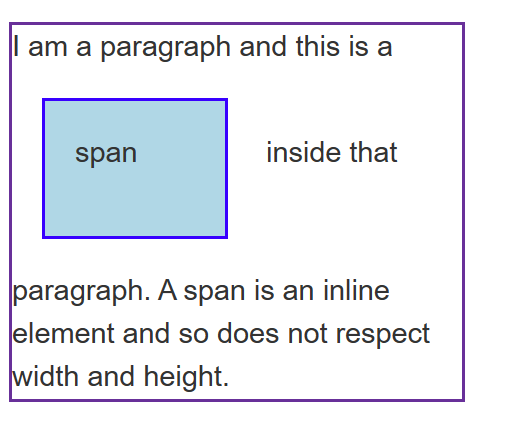 I am a paragraph and this is a
span inside that
paragraph. A span is an inline
element and so does not respect
width and height.